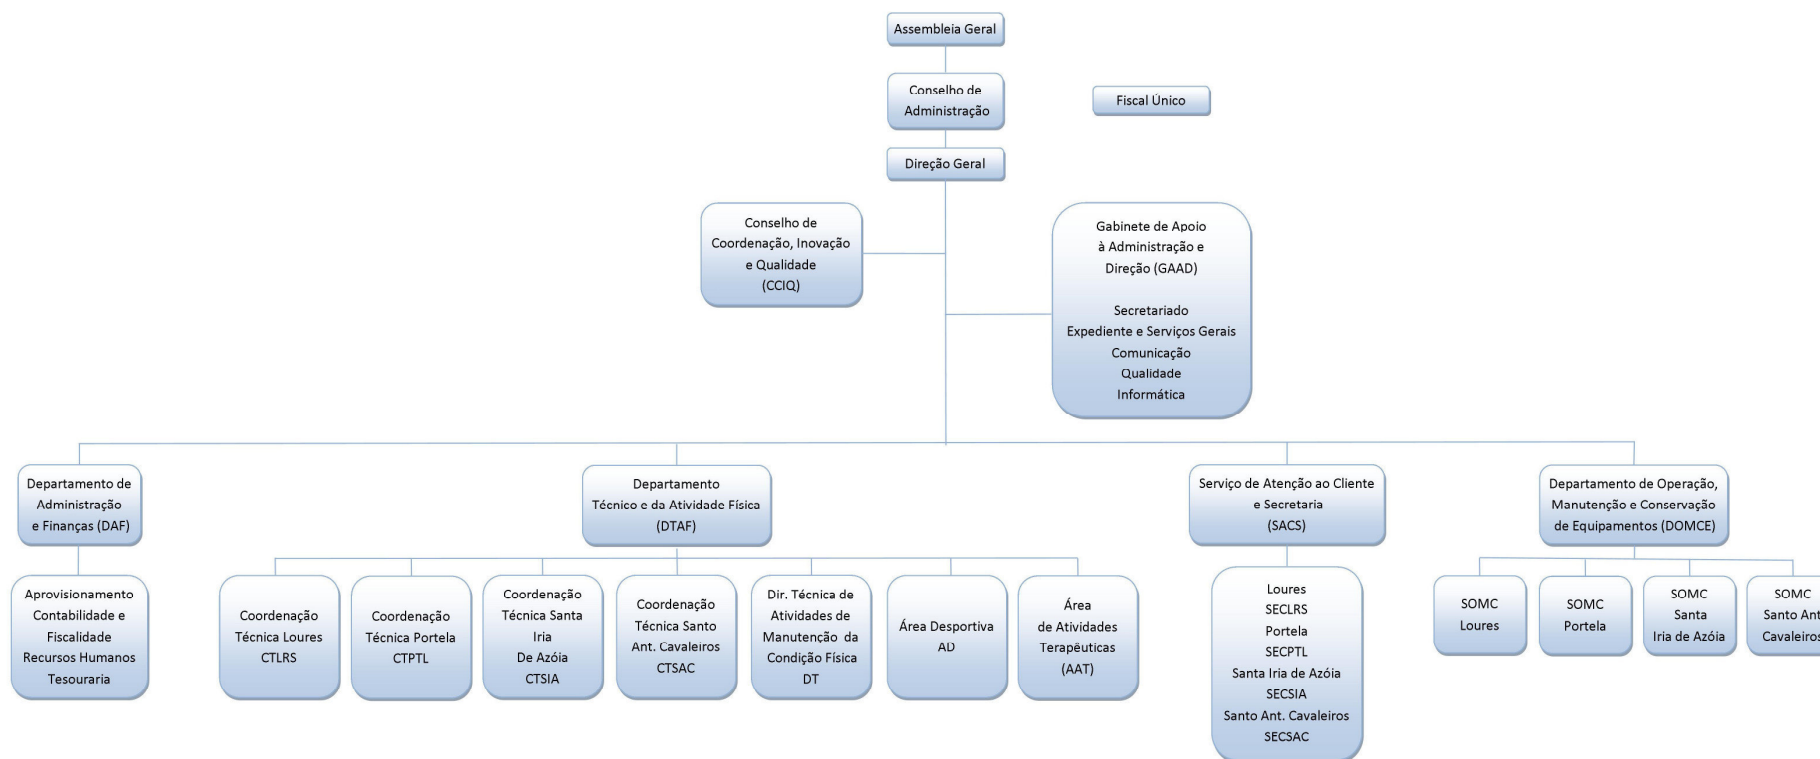 Assembleia Geral
Conselho de
Administração
Fiscal Único
Direção Geral
Conselho de
Coordenação, Inovação
e Qualidade
(CCIQ)
Gabinete de Apoio
à Administração e
Direção (GAAD)
Secretariado
Expediente e Serviços Gerais
Comunicação
Qualidade
Informática
Departamento de
Administração
e Finanças (DAF)
Departamento
Técnico e da Atividade Física
(DTAF)
Serviço de Atenção ao Cliente
e Secretaria
(SACS)
Departamento de Operação,
Manutenção e Conservação
de Equipamentos (DOMCE)
Aprovisionamento
Contabilidade e
Fiscalidade
Recursos Humanos
Tesouraria
Coordenação
Técnica Loures
CTLRS
Coordenação
Técnica Portela
CTPTL
Coordenação
Técnica Santa
Iria
De Azóia
CTSIA
Coordenação
Técnica Santo
Ant. Cavaleiros
CTSAC
Dir. Técnica de
Atividades de
Manutenção da
Condição Física
DT
Área Desportiva
AD
Área
de Atividades
Terapêuticas
(AAT)
Loures
SECLRS
Portela
SECPTL
Santa Iria de Azóia
SECSIA
Santo Ant. Cavaleiros
SECSAC
SOMC
Loures
SOMC
Portela
SOMC
Santa
Iria de Azóia
SOMC
Santo Ant
Cavaleiros